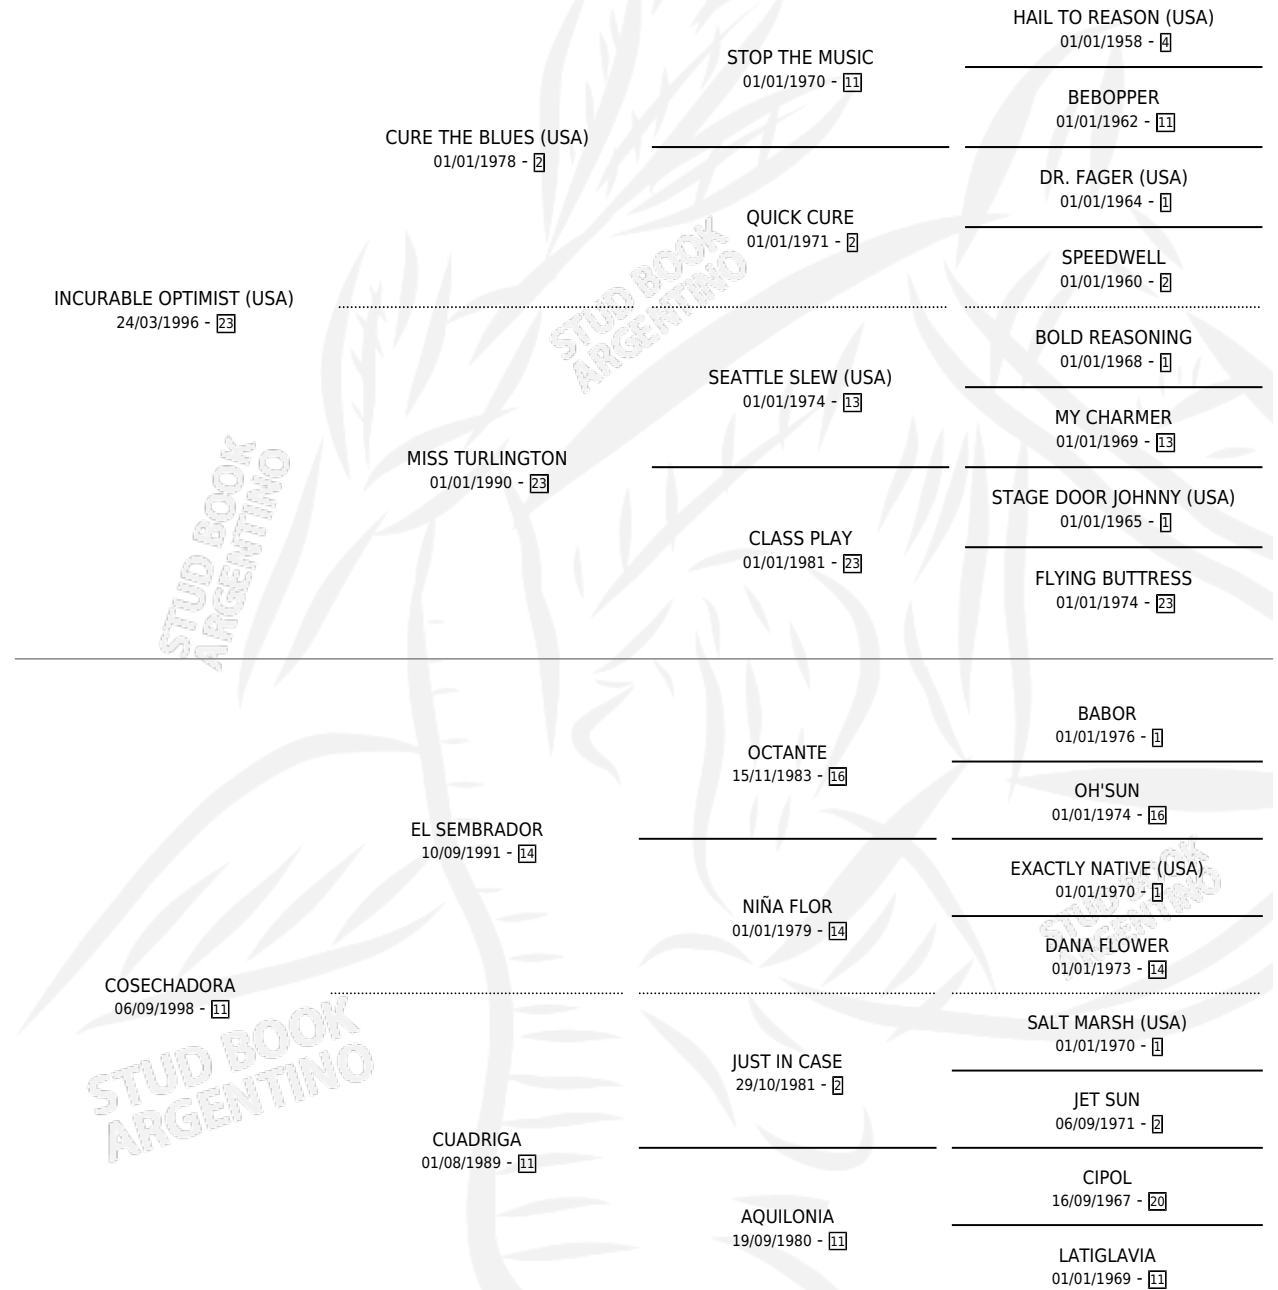 HAIL TO REASON (USA)
01/01/1958 - 4
STOP THE MUSIC
01/01/1970 - 11
BEBOPPER
01/01/1962 - 11
CURE THE BLUES (USA)
01/01/1978 - 2
DR. FAGER (USA)
01/01/1964 - 1
QUICK CURE
01/01/1971 - 2
SPEEDWELL
01/01/1960 - 2
INCURABLE OPTIMIST (USA)
24/03/1996 - 23
BOLD REASONING
01/01/1968 - 1
SEATTLE SLEW (USA)
01/01/1974 - 13
MY CHARMER
01/01/1969 - 13
MISS TURLINGTON
01/01/1990 - 23
STAGE DOOR JOHNNY (USA)
01/01/1965 - 1
CLASS PLAY
01/01/1981 - 23
FLYING BUTTRESS
01/01/1974 - 23
BABOR
01/01/1976 - 1
OCTANTE
15/11/1983 - 16
OH'SUN
01/01/1974 - 16
EL SEMBRADOR
10/09/1991 - 14
EXACTLY NATIVE (USA)
01/01/1970 - 1
NIÑA FLOR
01/01/1979 - 14
DANA FLOWER
01/01/1973 - 14
COSECHADORA
06/09/1998 - 11
SALT MARSH (USA)
01/01/1970 - 1
JUST IN CASE
29/10/1981 - 2
JET SUN
06/09/1971 - 2
CUADRIGA
01/08/1989 - 11
CIPOL
16/09/1967 - 20
AQUILONIA
19/09/1980 - 11
LATIGLAVIA
01/01/1969 - 11
STUD BOOK
ARGENTINO
STUD BOOK
ARGENTINO
STUD BOOK
ARGENTINO
STUD BOOK
ARGENTINO